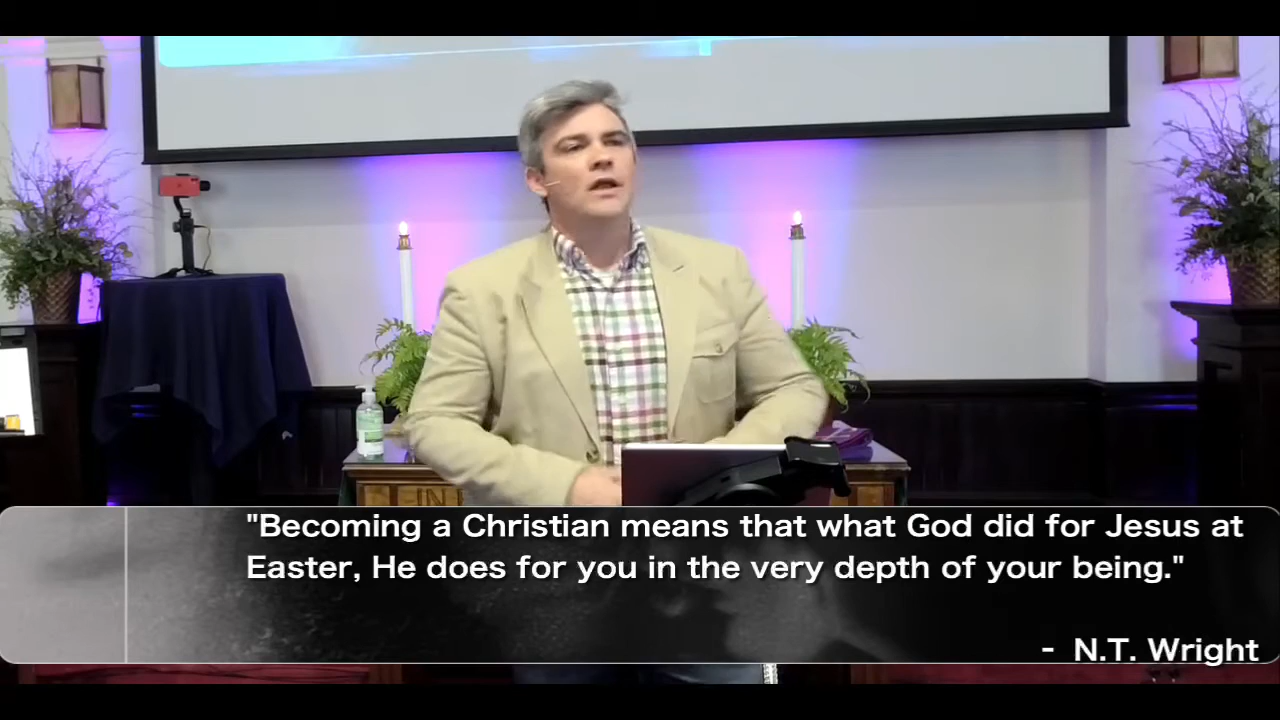 "Becoming a Christian means that what God did for Jesus at
Easter, He does for you in the very depth of your being."
- N.T. Wright
IN